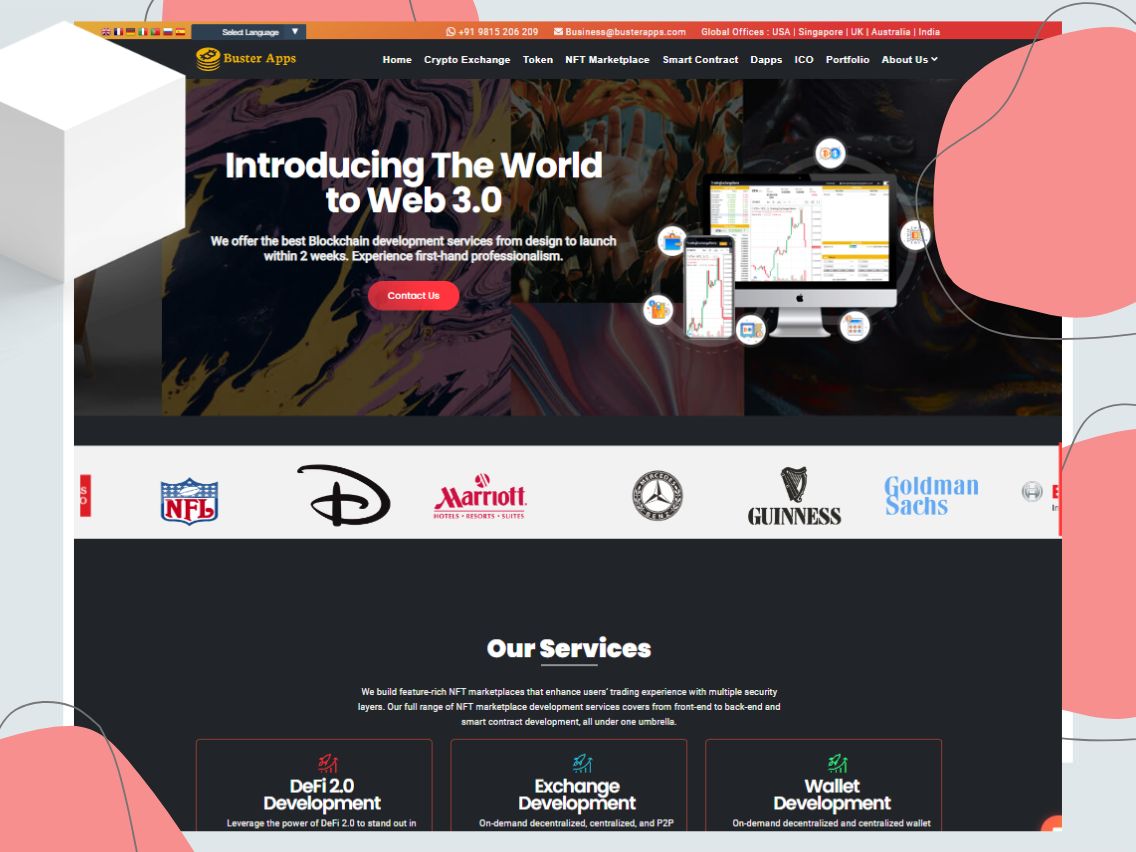 Select Language ▼
+91 9815 206 209
Business@busterapps.com
Global Offices : USA | Singapore | UK | Australia | India
Buster Apps
Home Crypto Exchange Token NFT Marketplace Smart Contract Dapps ICO Portfolio About Us
Introducing The World
to Web 3.0
We offer the best Blockchain development services from design to launch
within 2 weeks. Experience first-hand professionalism.
Contact Us
NFL
D
Marriott
HOTELS • RESORTS • SUITES
MERCEDES
BENZ
GUINNESS
Goldman
Sachs
Our Services
We build feature-rich NFT marketplaces that enhance users' trading experience with multiple security
layers. Our full range of NFT marketplace development services covers from front-end to back-end and
smart contract development, all under one umbrella.
DeFi 2.0
Development
Leverage the power of DeFi 2.0 to stand out in
Exchange
Development
On-demand decentralized, centralized, and P2P
Wallet
Development
On-demand decentralized and centralized wallet